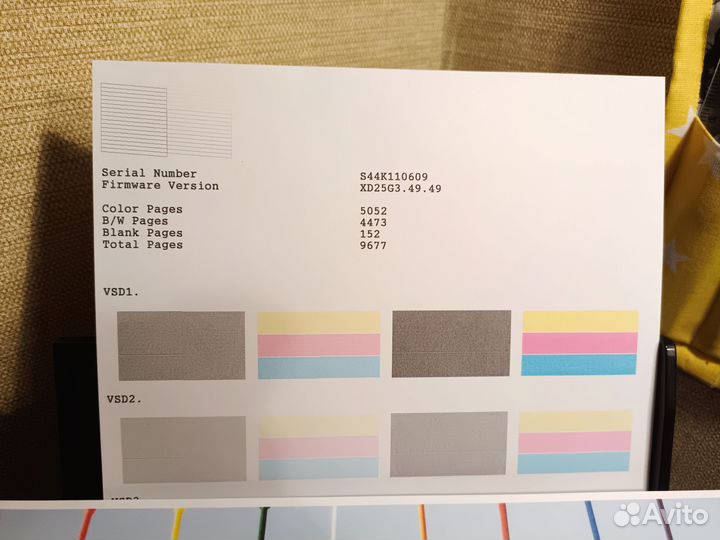 Serial Number S44K110609
Firmware Version XD25G3.49.49
Color Pages 5052
B/W Pages 4473
Blank Pages 152
Total Pages 9677
VSD1.
VSD2.
Avito